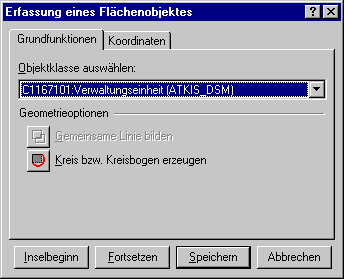 Erfassung eines Flächenobjektes
Grundfunktionen
Koordinaten
Objektklasse auswählen:
C1167101:Verwaltungseinheit (ATKIS_DSM)
Geometrieoptionen
Gemeinsame Linie bilden
Kreis bzw. Kreisbogen erzeugen
Inselbeginn
Fortsetzen
Speichern
Abbrechen